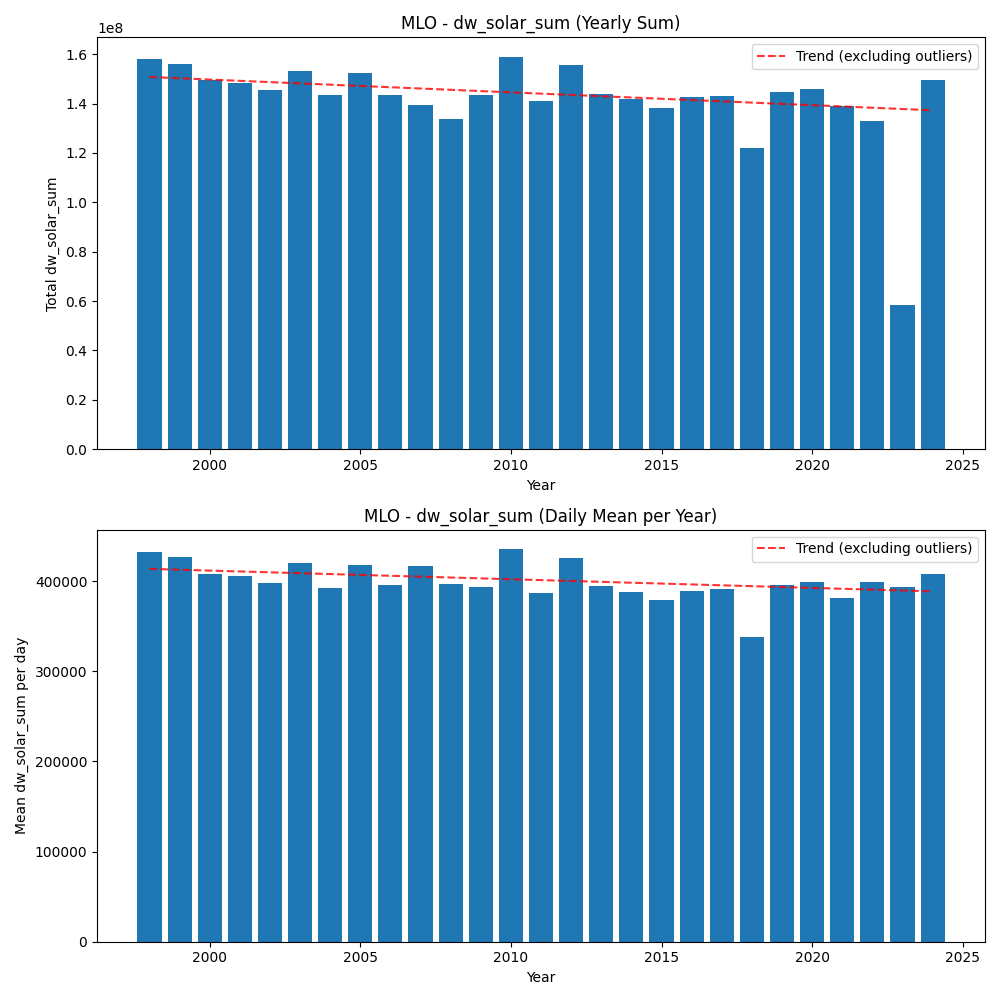 MLO - dw_solar_sum (Yearly Sum)
1e8
Trend (excluding outliers)
1.6
1.4
1.2
1.0
0.8
0.6
0.4
0.2
0.0
Total dw_solar_sum
2000 2005 2010 2015 2020 2025
Year
MLO - dw_solar_sum (Daily Mean per Year)
Trend (excluding outliers)
400000
300000
200000
100000
0
Mean dw_solar_sum per day
2000 2005 2010 2015 2020 2025
Year